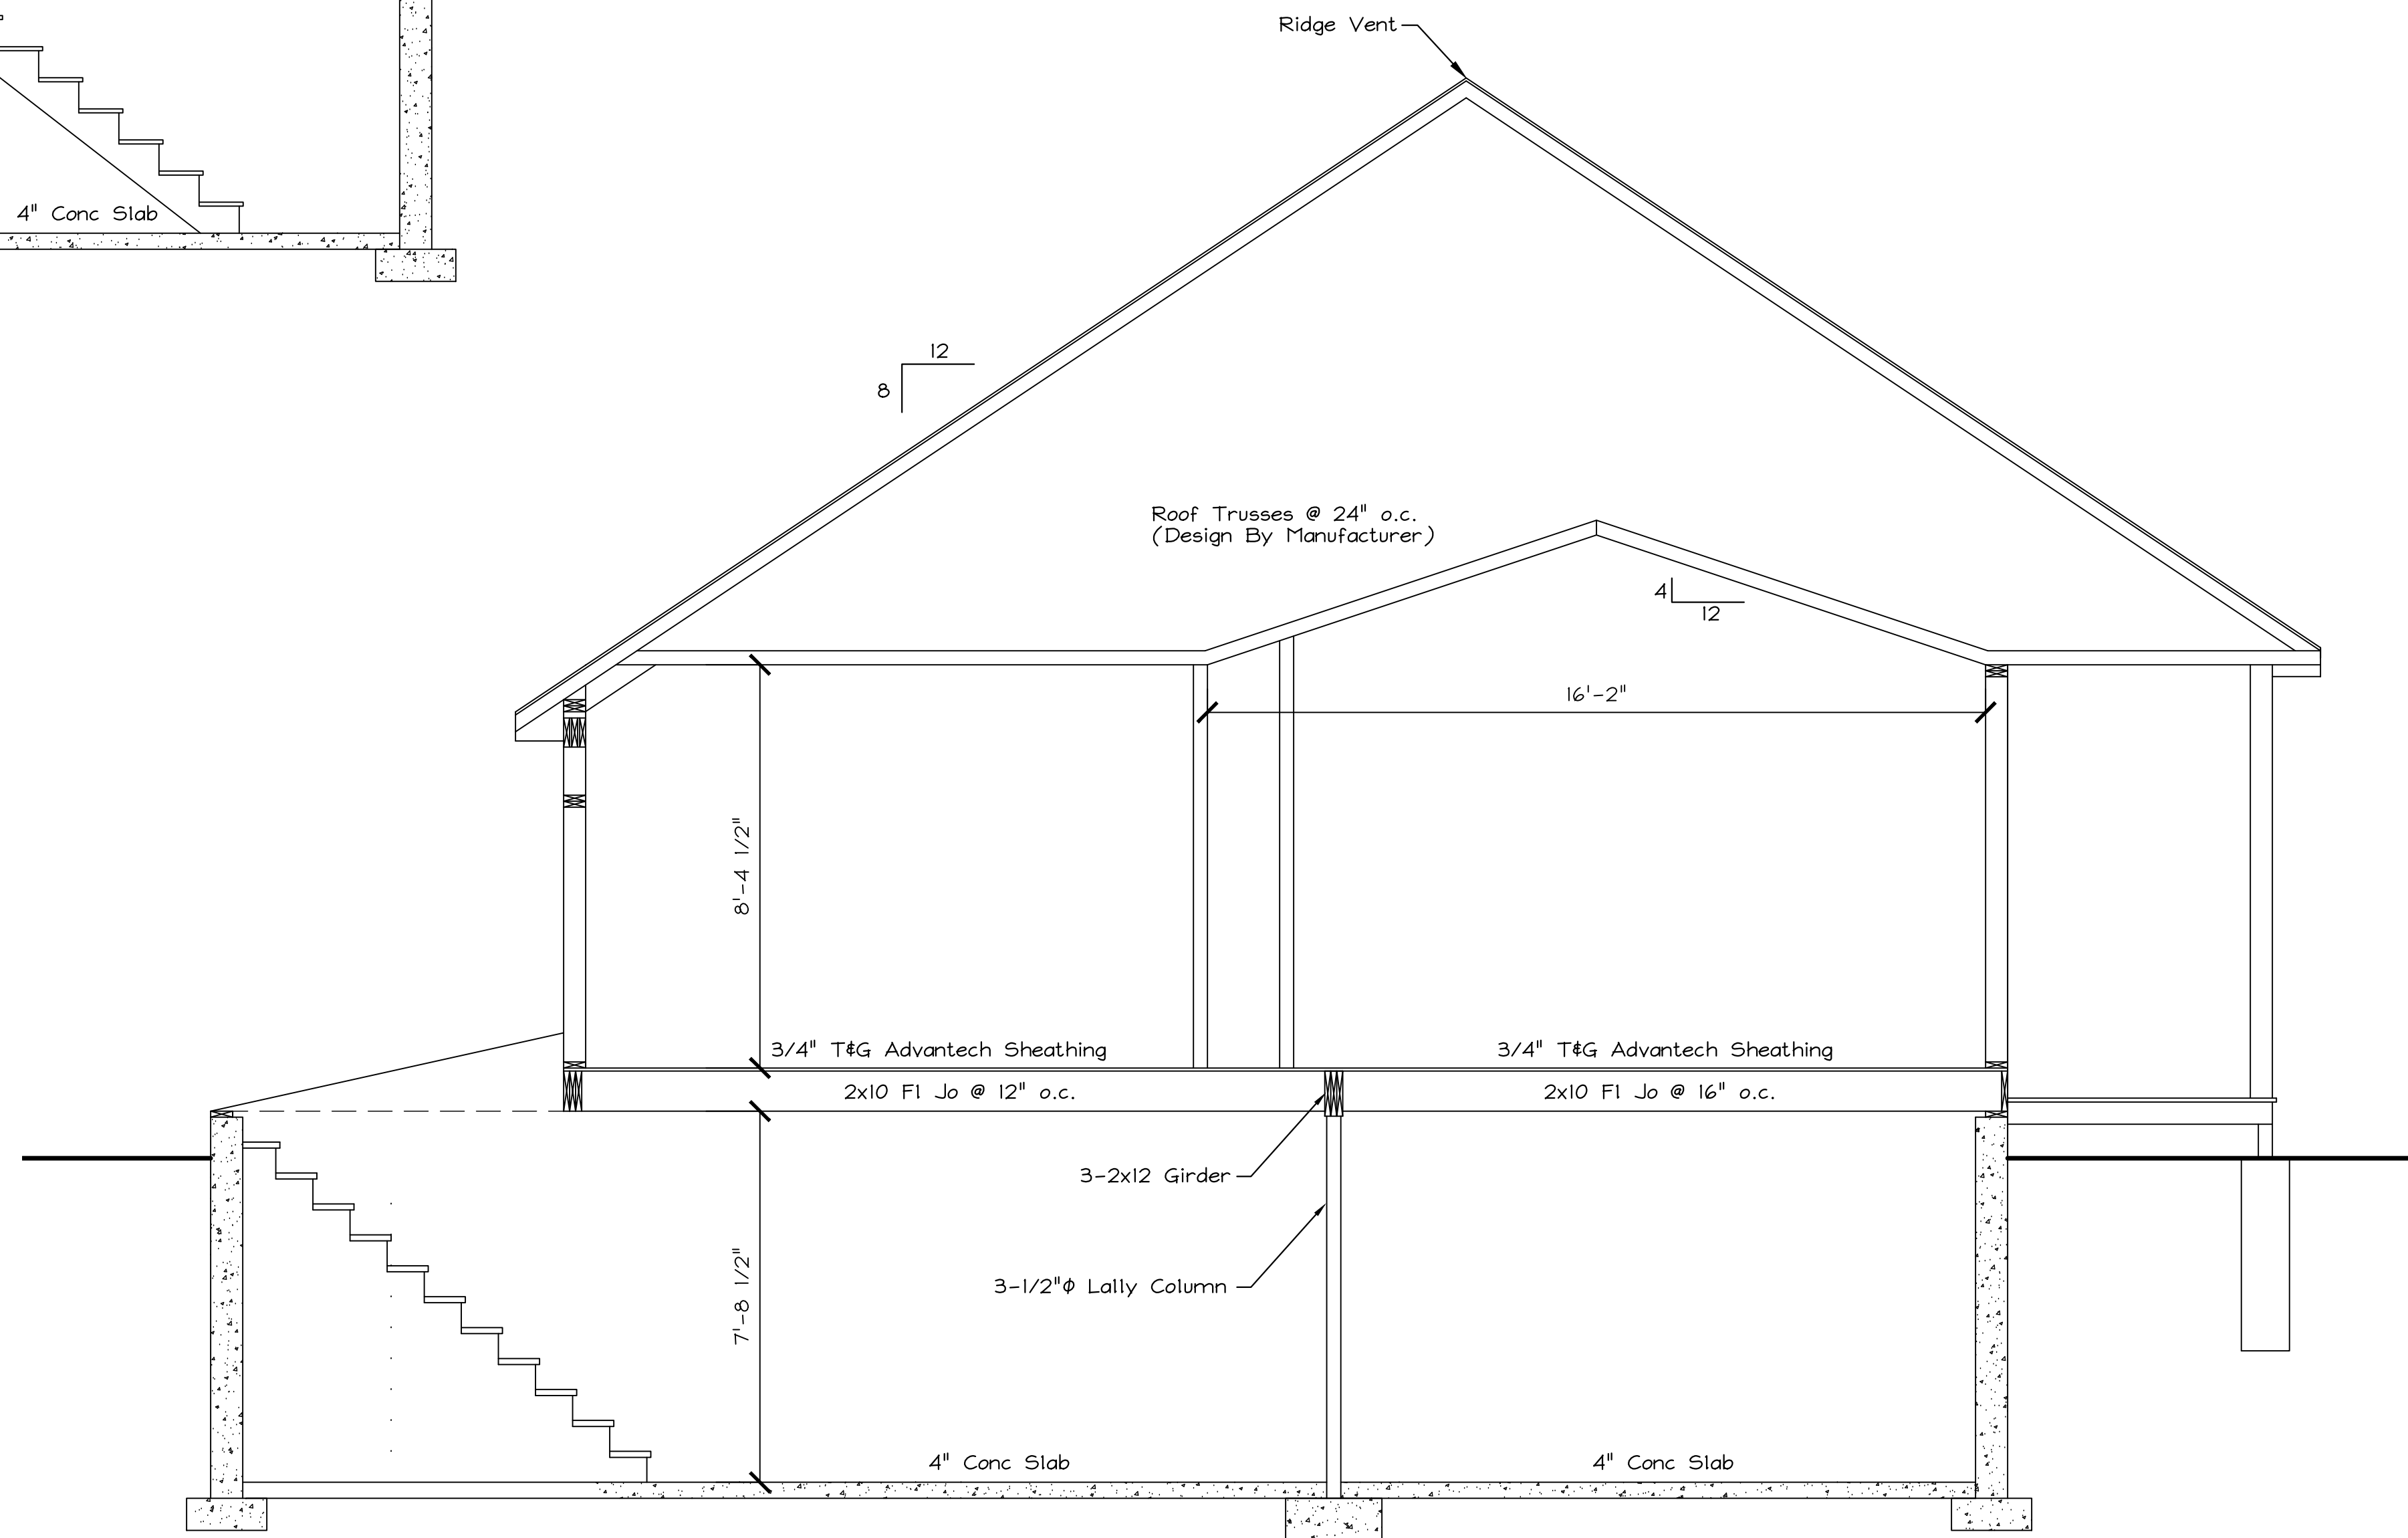 Ridge Vent
4" Conc Slab
12
8
Roof Trusses @ 24" o.c.
(Design By Manufacturer)
4
12
16'-2"
8'-4 1/2"
3/4" T&G Advantech Sheathing
3/4" T&G Advantech Sheathing
2x10 Fl Jo @ 12" o.c.
2x10 Fl Jo @ 16" o.c.
3-2x12 Girder
7'-8 1/2"
3-1/2"ϕ Lally Column
4" Conc Slab
4" Conc Slab